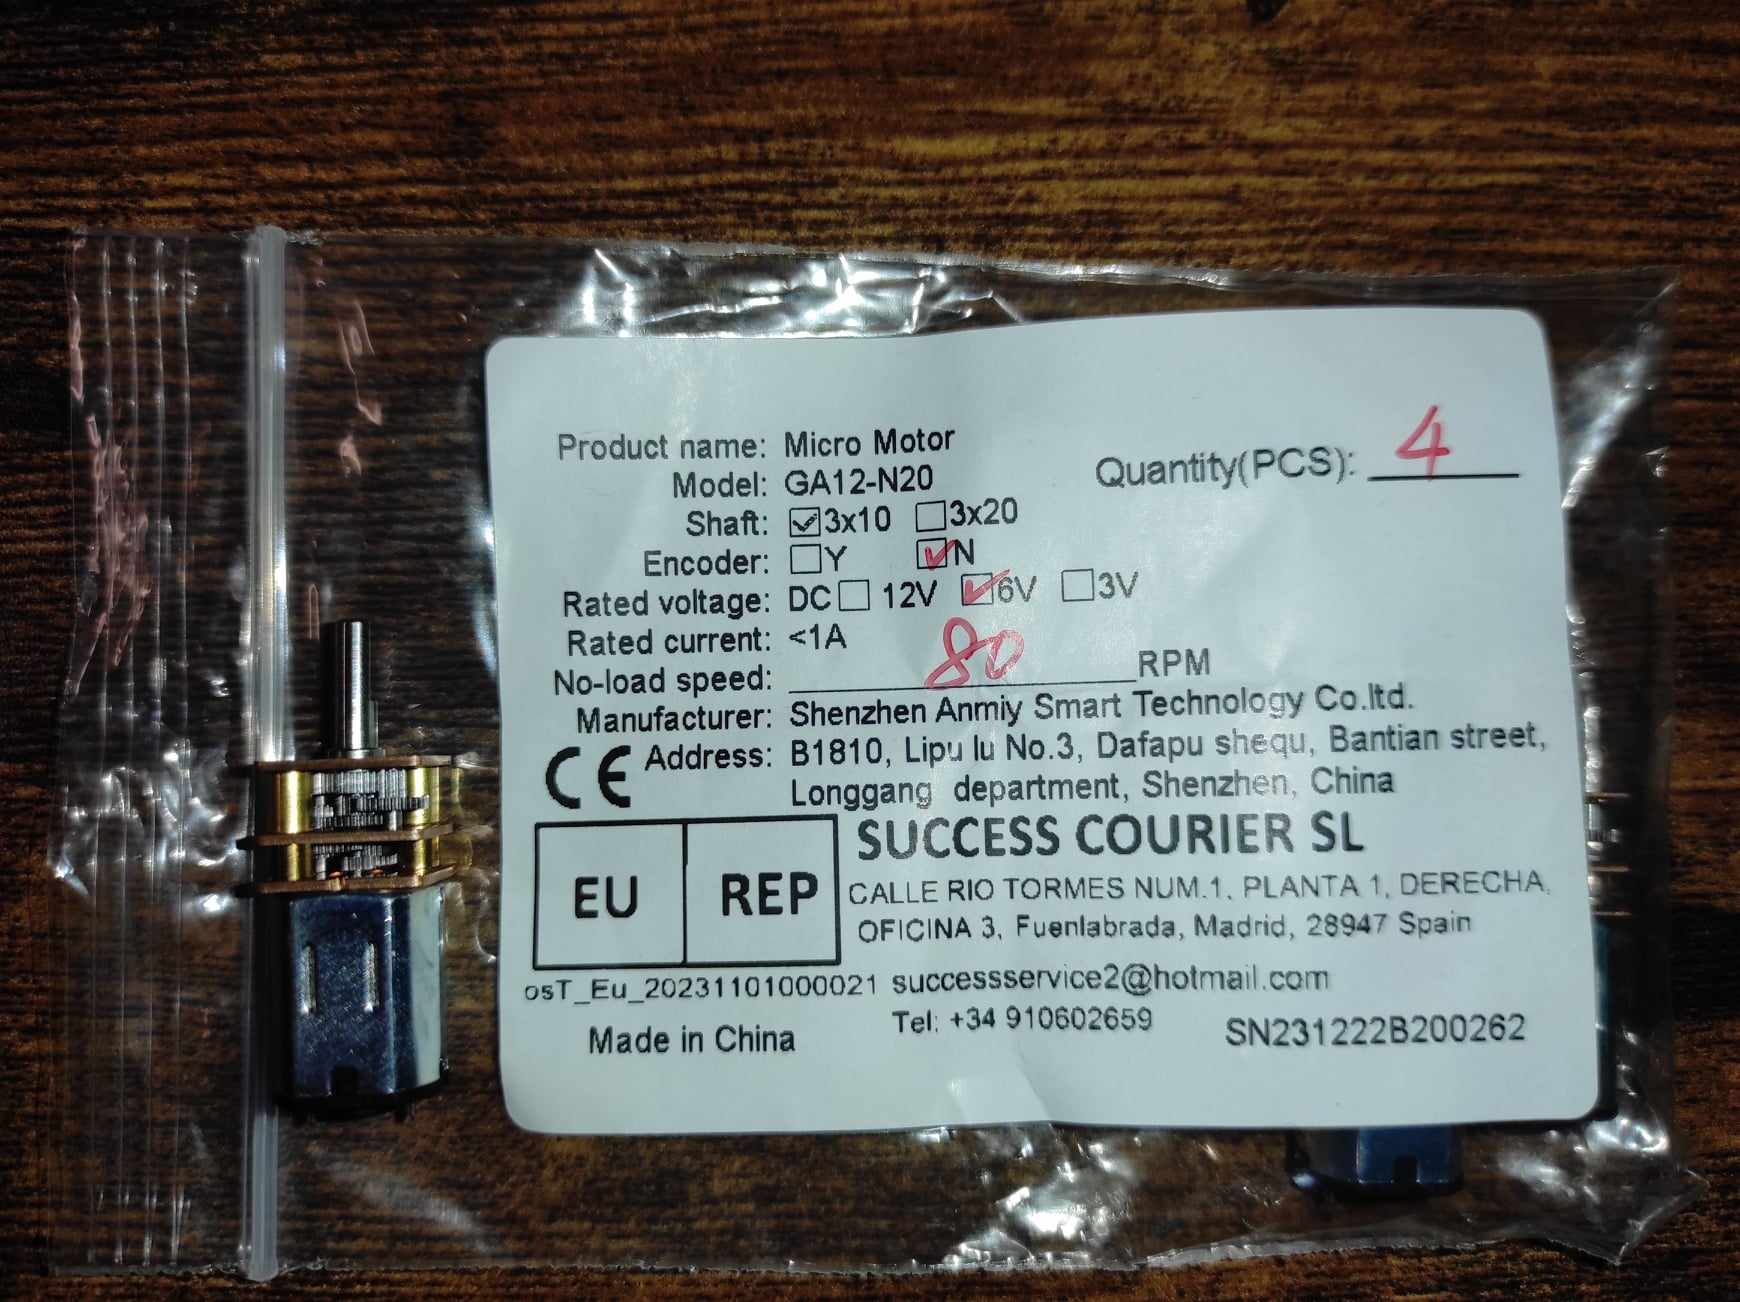 Product name: Micro Motor
Quantity(PCS): 4
Model: GA12-N20
Shaft: ☑3x10 ☐3x20
Encoder: ☐Y ☑N
Rated voltage: DC☐ 12V ☑6V ☐3V
Rated current: <1A
No-load speed: 80 RPM
Manufacturer: Shenzhen Anmiy Smart Technology Co.ltd.
CE Address: B1810, Lipu lu No.3, Dafapu shequ, Bantian street,
Longgang department, Shenzhen, China
EU REP
SUCCESS COURIER SL
CALLE RIO TORMES NUM.1, PLANTA 1, DERECHA,
OFICINA 3, Fuenlabrada, Madrid, 28947 Spain
osT_Eu_20231101000021 successservice2@hotmail.com
Made in China
Tel: +34 910602659
SN231222B200262